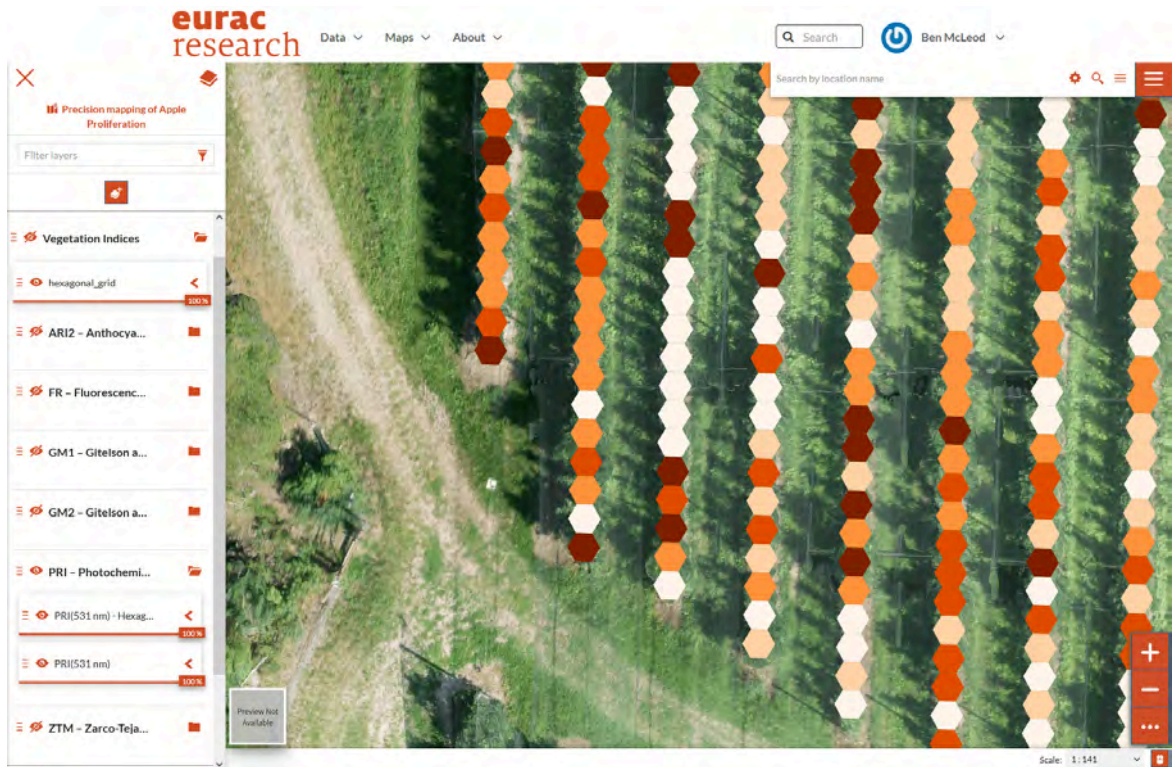 eurac
research
Data
Maps
About
Search
Ben McLeod
Search by location name
Precision mapping of Apple
Proliferation
Filter layers
Vegetation Indices
hexagonal_grid
100 %
ARI2 – Anthocya...
FR – Fluorescenc...
GM1 – Gitelson a...
GM2 – Gitelson a...
PRI – Photochemi...
PRI(531 nm) - Hexag...
100 %
PRI(531 nm)
100 %
ZTM – Zarco-Teja...
Preview Not
Available
Scale: 1 : 141